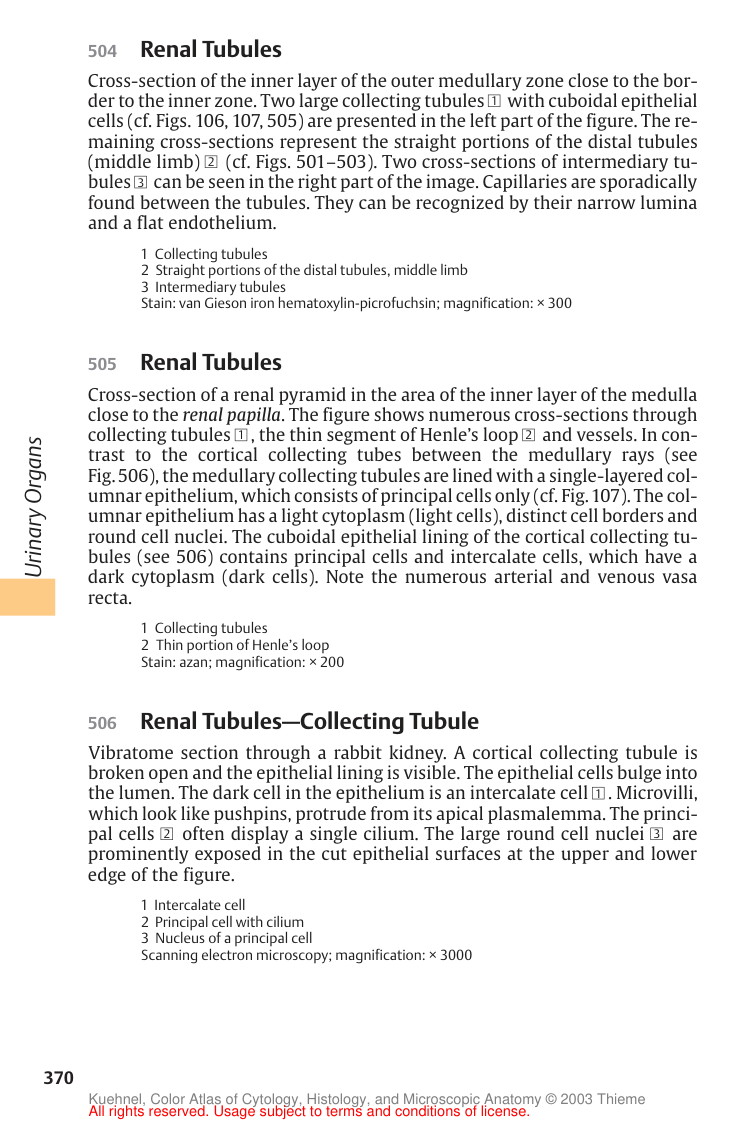 504 Renal Tubules
Cross-section of the inner layer of the outer medullary zone close to the bor-
der to the inner zone. Two large collecting tubules 1 with cuboidal epithelial
cells (cf. Figs. 106, 107, 505) are presented in the left part of the figure. The re-
maining cross-sections represent the straight portions of the distal tubules
(middle limb) 2 (cf. Figs. 501–503). Two cross-sections of intermediary tu-
bules 3 can be seen in the right part of the image. Capillaries are sporadically
found between the tubules. They can be recognized by their narrow lumina
and a flat endothelium.
1 Collecting tubules
2 Straight portions of the distal tubules, middle limb
3 Intermediary tubules
Stain: van Gieson iron hematoxylin-picrofuchsin; magnification: × 300
505 Renal Tubules
Cross-section of a renal pyramid in the area of the inner layer of the medulla
close to the renal papilla. The figure shows numerous cross-sections through
collecting tubules 1, the thin segment of Henle's loop 2 and vessels. In con-
trast to the cortical collecting tubes between the medullary rays (see
Fig. 506), the medullary collecting tubules are lined with a single-layered col-
umnar epithelium, which consists of principal cells only (cf. Fig. 107). The col-
umnar epithelium has a light cytoplasm (light cells), distinct cell borders and
round cell nuclei. The cuboidal epithelial lining of the cortical collecting tu-
bules (see 506) contains principal cells and intercalate cells, which have a
dark cytoplasm (dark cells). Note the numerous arterial and venous vasa
recta.
1 Collecting tubules
2 Thin portion of Henle's loop
Stain: azan; magnification: × 200
506 Renal Tubules—Collecting Tubule
Vibratome section through a rabbit kidney. A cortical collecting tubule is
broken open and the epithelial lining is visible. The epithelial cells bulge into
the lumen. The dark cell in the epithelium is an intercalate cell 1. Microvilli,
which look like pushpins, protrude from its apical plasmalemma. The princi-
pal cells 2 often display a single cilium. The large round cell nuclei 3 are
prominently exposed in the cut epithelial surfaces at the upper and lower
edge of the figure.
1 Intercalate cell
2 Principal cell with cilium
3 Nucleus of a principal cell
Scanning electron microscopy; magnification: × 3000
Urinary Organs
370
Kuehnel, Color Atlas of Cytology, Histology, and Microscopic Anatomy © 2003 Thieme
All rights reserved. Usage subject to terms and conditions of license.